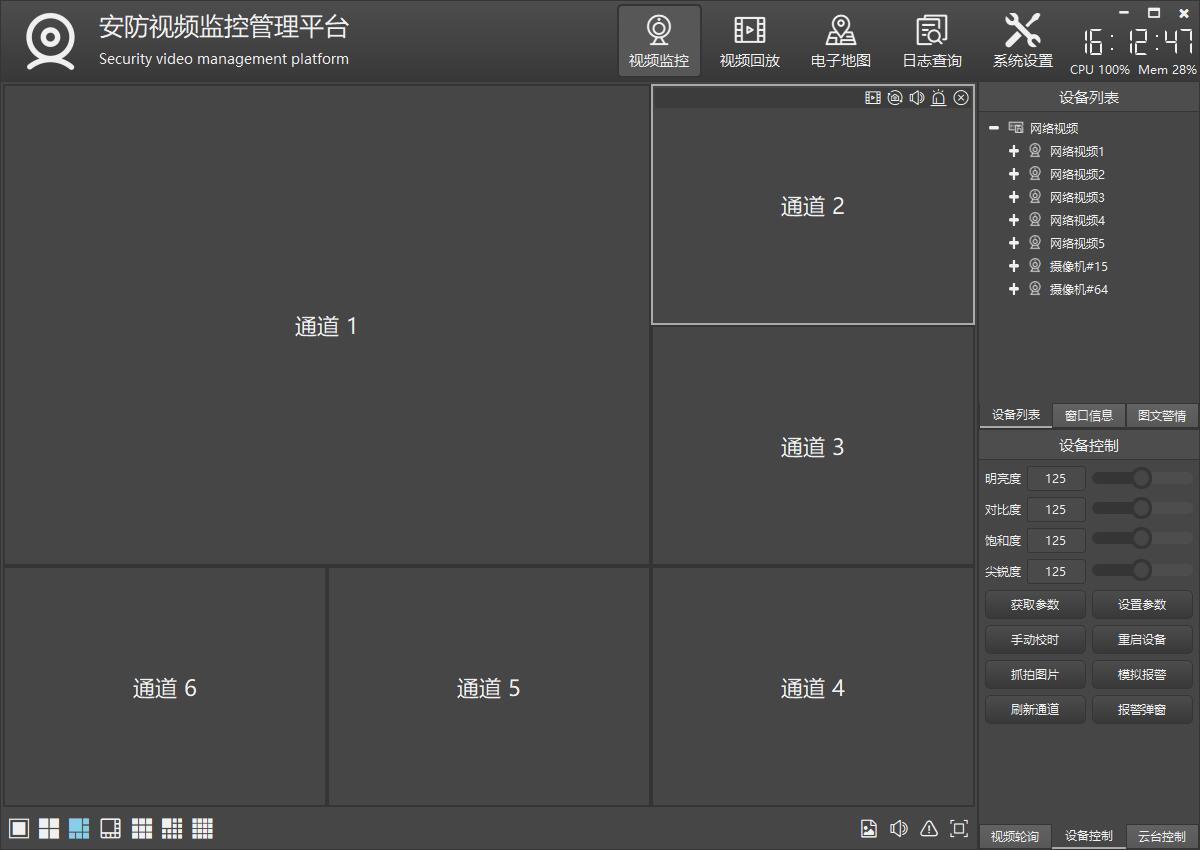 安防视频监控管理平台
Security video management platform
视频监控
视频回放
电子地图
日志查询
系统设置
16:12:47
CPU 100% Mem 28%
通道 1
通道 2
通道 3
通道 6
通道 5
通道 4
设备列表
网络视频
网络视频1
网络视频2
网络视频3
网络视频4
网络视频5
摄像机#15
摄像机#64
设备列表 窗口信息 图文警情
设备控制
明亮度 125
对比度 125
饱和度 125
尖锐度 125
获取参数 设置参数
手动校时 重启设备
抓拍图片 模拟报警
刷新通道 报警弹窗
视频轮询 设备控制 云台控制